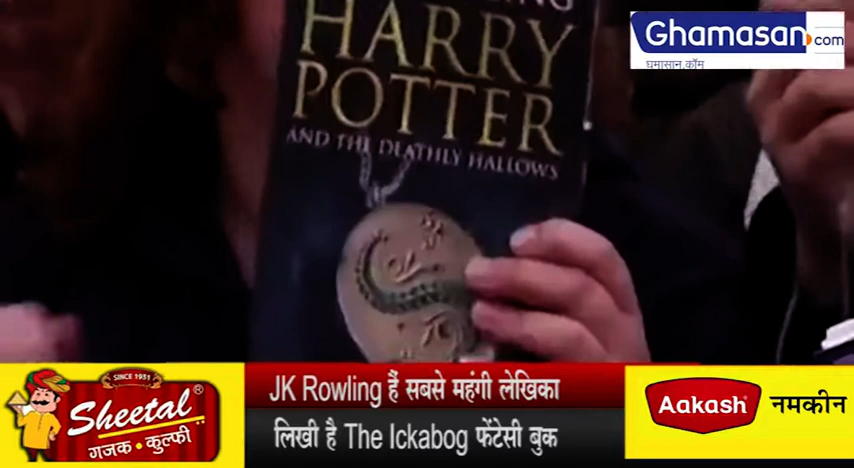 Ghamasan.com
घमासान.कॉम
HARRY
POTTER
AND THE DEATHLY HALLOWS
SINCE 1951
Sheetal®
गजक • कुल्फी
JK Rowling हैं सबसे महंगी लेखिका
लिखी है The Ickabog फेंटेसी बुक
Aakash®
नमकीन